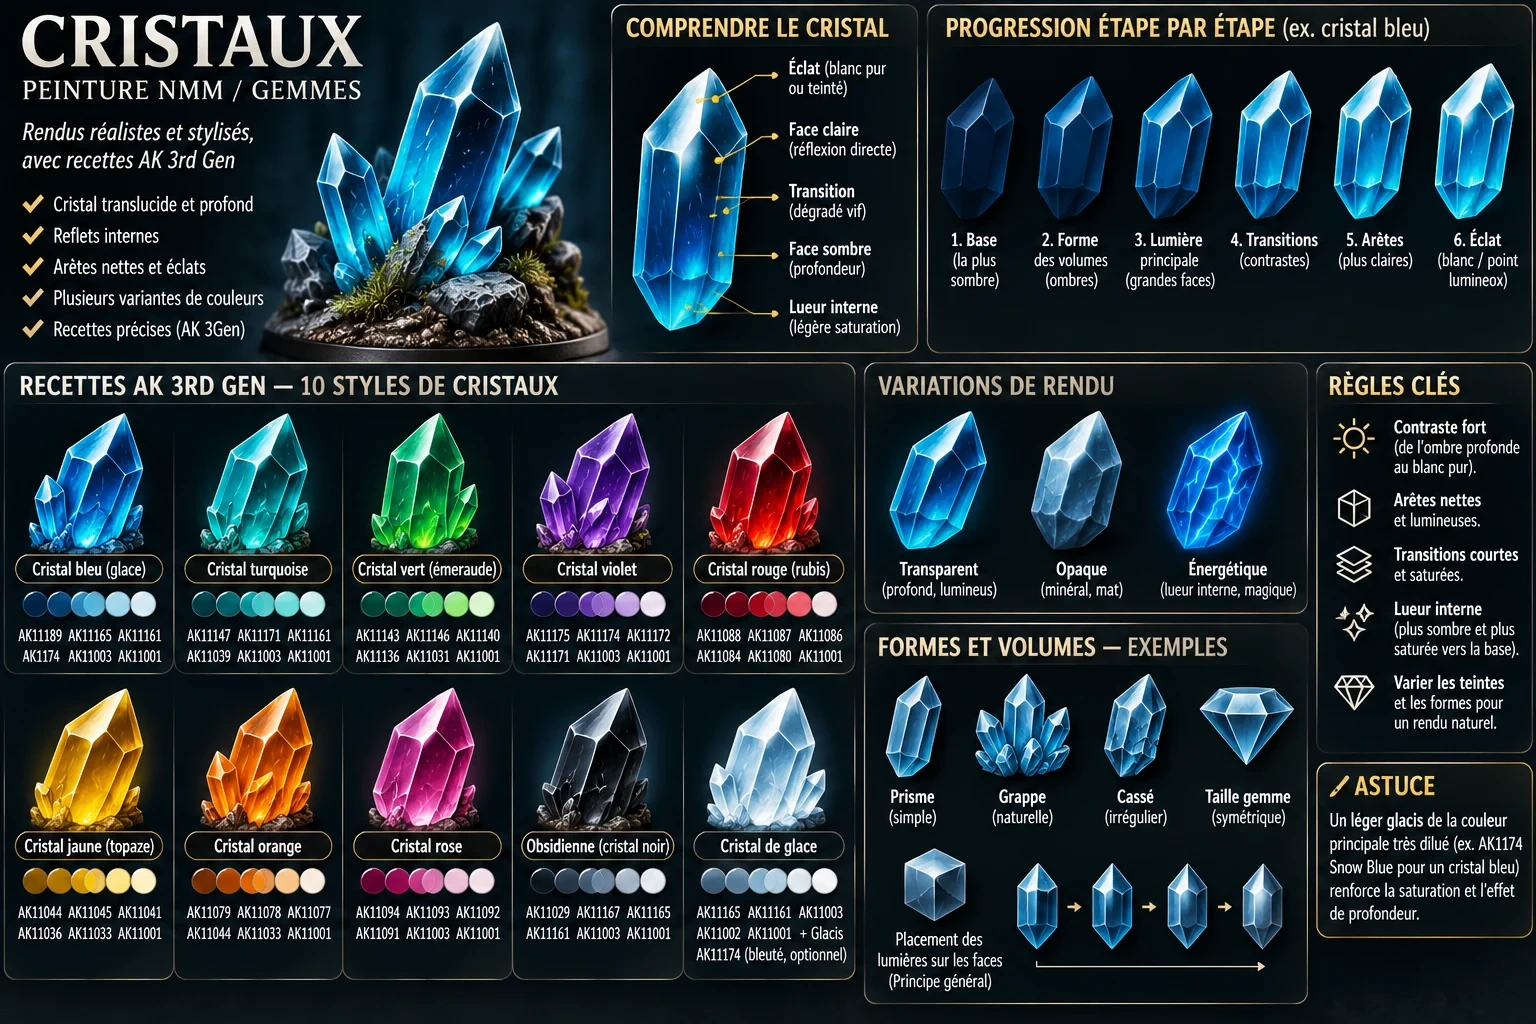 CRISTAUX
PEINTURE NMM / GEMMES
Rendus réalistes et stylisés,
avec recettes AK 3rd Gen
Cristal translucide et profond
Reflets internes
Arètes nettes et éclats
Plusieurs variantes de couleurs
Recettes précises (AK 3Gen)
COMPRENDRE LE CRISTAL
Éclat (blanc pur
ou teinté)
Face claire
(réflexion directe)
Transition
(dégradé vif)
Face sombre
(profondeur)
Lueur interne
(légère saturation)
PROGRESSION ÉTAPE PAR ÉTAPE (ex. cristal bleu)
1. Base
(la plus
sombre)
2. Forme
des volumes
(ombres)
3. Lumière
principale
(grandes faces)
4. Transitions
(contrastes)
5. Arètes
(plus claires)
6. Éclat
(blanc / point
lumineox)
RECETTES AK 3RD GEN — 10 STYLES DE CRISTAUX
Cristal bleu (glace)
AK11189 AK11165 AK11161
AK1174 AK11003 AK11001
Cristal turquoise
AK11147 AK11171 AK11161
AK11039 AK11003 AK11001
Cristal vert (émeraude)
AK11143 AK11146 AK11140
AK11136 AK11031 AK11001
Cristal violet
AK11175 AK11174 AK11172
AK11171 AK11003 AK11001
Cristal rouge (rubis)
AK11088 AK11087 AK11086
AK11084 AK11080 AK11001
Cristal jaune (topaze)
AK11044 AK11045 AK11041
AK11036 AK11033 AK11001
Cristal orange
AK11079 AK11078 AK11077
AK11044 AK11033 AK11001
Cristal rose
AK11094 AK11093 AK11092
AK11091 AK11003 AK11001
Obsidienne (cristal noir)
AK11029 AK11167 AK11165
AK11161 AK11003 AK11001
Cristal de glace
AK11165 AK11161 AK11003
AK11002 AK11001 + Glacis
AK11174 (bleuté, optionnel)
VARIATIONS DE RENDU
Transparent
(profond, lumineus)
Opaque
(minéral, mat)
Énergétique
(lueur interne, magique)
FORMES ET VOLUMES — EXEMPLES
Prisme
(simple)
Grappe
(naturelle)
Cassé
(irrégulier)
Taille gemme
(symétrique)
Placement des
lumières sur les faces
(Principe général)
RÈGLES CLÉS
Contraste fort
(de l'ombre profonde
au blanc pur).
Arètes nettes
et lumineuses.
Transitions courtes
et saturées.
Lueur interne
(plus sombre et plus
saturée vers la base).
Varier les teintes
et les formes pour
un rendu naturel.
ASTUCE
Un léger glacis de la couleur
principale très dilué (ex. AK1174
Snow Blue pour un cristal bleu)
renforce la saturation et l'effet
de profondeur.